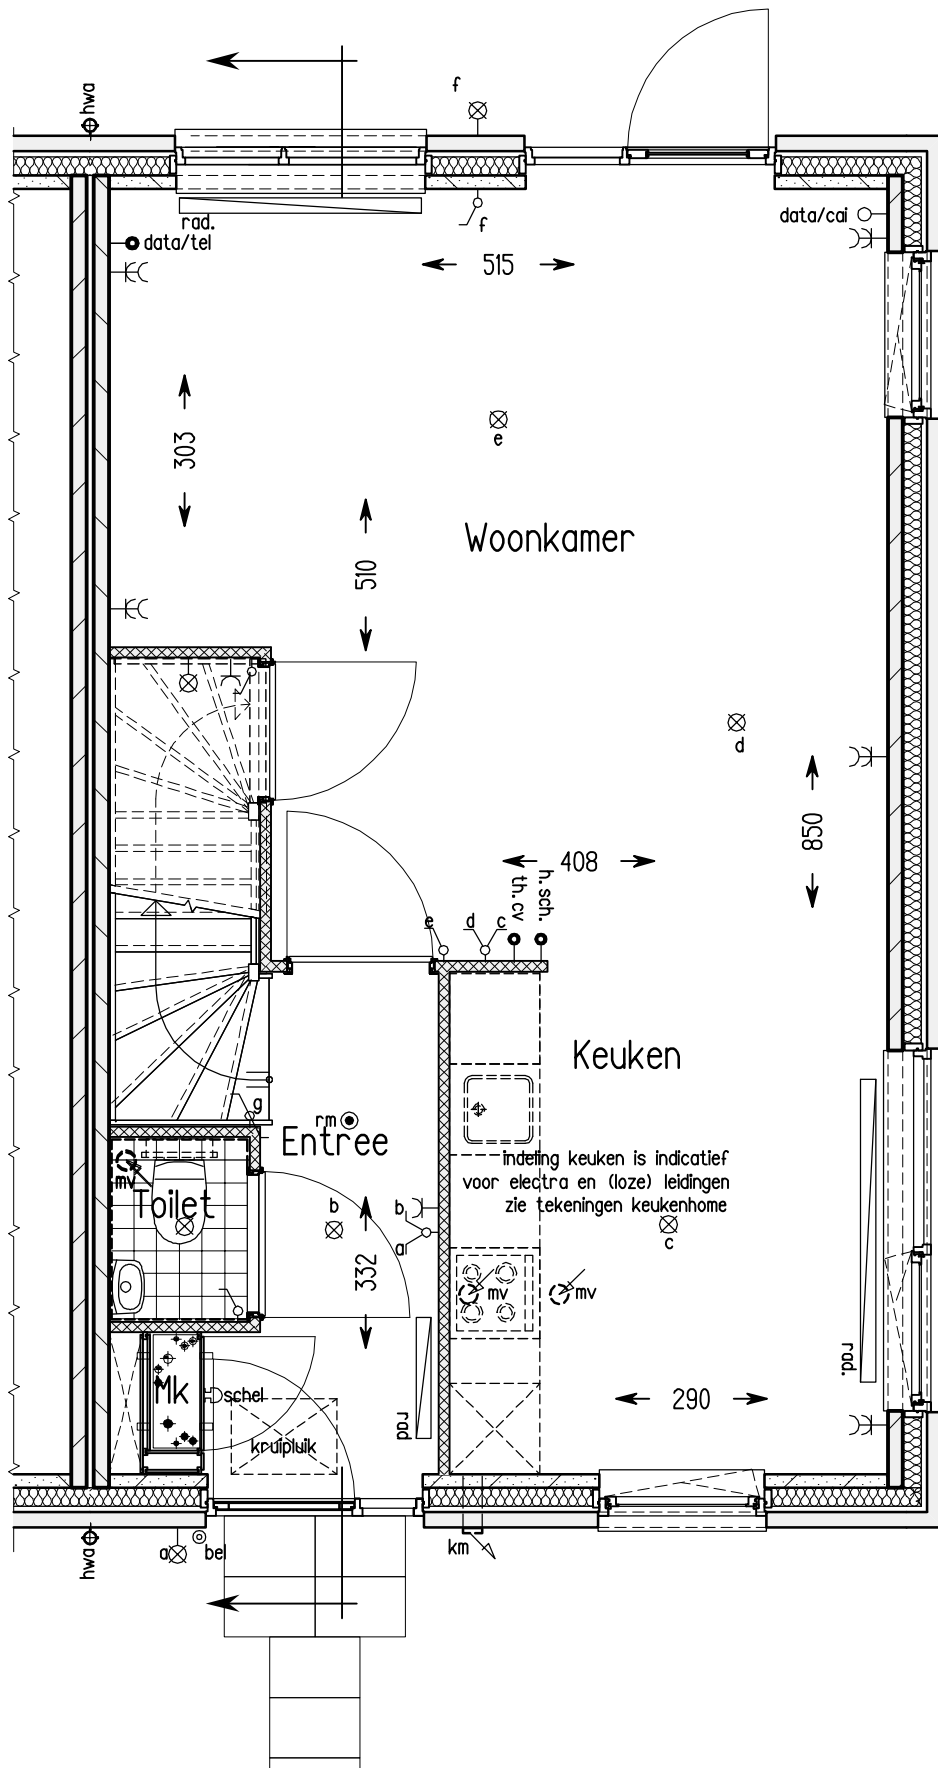 hwa
f
rad.
data/tel
f
data/cai
515
303
e
Woonkamer
510
d
850
408
th. cv
h. sch.
e
d
c
Keuken
g
rm
Entree
indeling keuken is indicatief
voor electra en (loze) leidingen
zie tekeningen keukenhome
mv
Toilet
b
b
a
c
332
mv
mv
rad.
Mk
schel
rad
290
kruipluik
hwa
a
bel
km